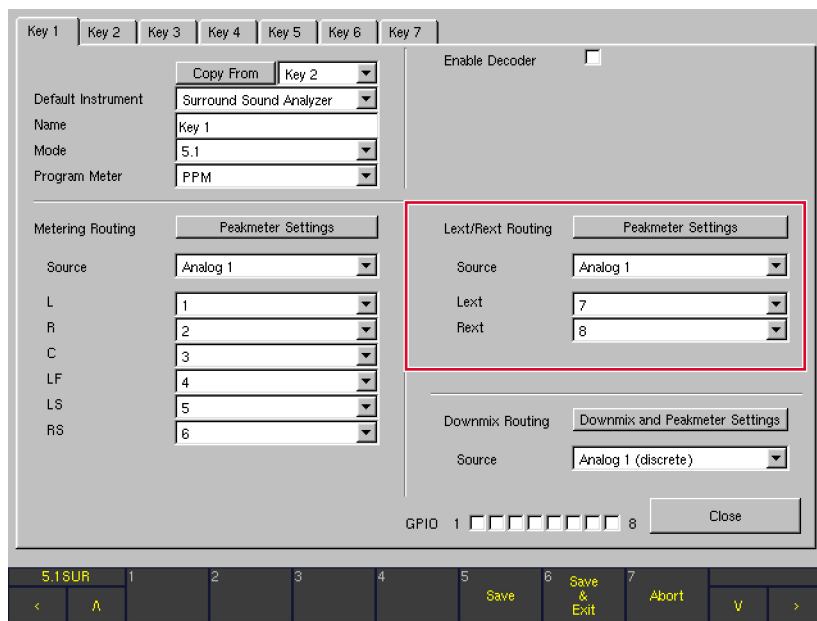 Key 1 Key 2 Key 3 Key 4 Key 5 Key 6 Key 7
Copy From Key 2
Default Instrument Surround Sound Analyzer
Name Key 1
Mode 5.1
Program Meter PPM
Enable Decoder
Metering Routing Peakmeter Settings
Source Analog 1
L 1
R 2
C 3
LF 4
LS 5
RS 6
Lext/Rext Routing Peakmeter Settings
Source Analog 1
Lext 7
Rext 8
Downmix Routing Downmix and Peakmeter Settings
Source Analog 1 (discrete)
GPIO 1 8 Close
5.1SUR 1 2 3 4 5 Save 6 Save & Exit 7 Abort
< Λ V >